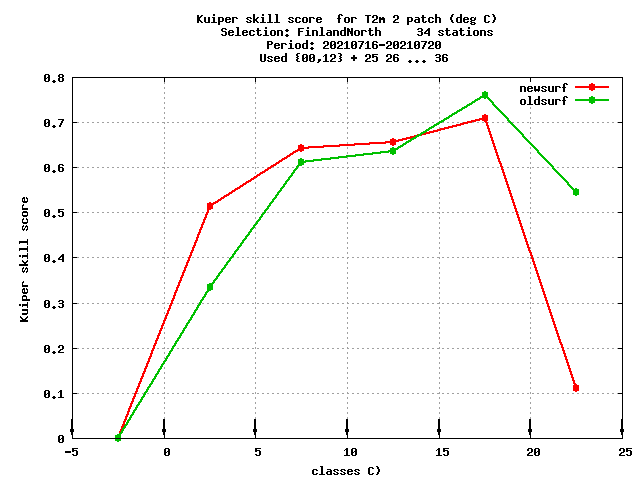 Kuiper skill score  for T2m 2 patch (deg C)
Selection: FinlandNorth     34 stations
Period: 20210716-20210720
Used {00,12} + 25 26 ... 36
newsurf
oldsurf
0.8
0.7
0.6
0.5
0.4
0.3
0.2
0.1
0
Kuiper skill score
-5 0 5 10 15 20 25
classes C)